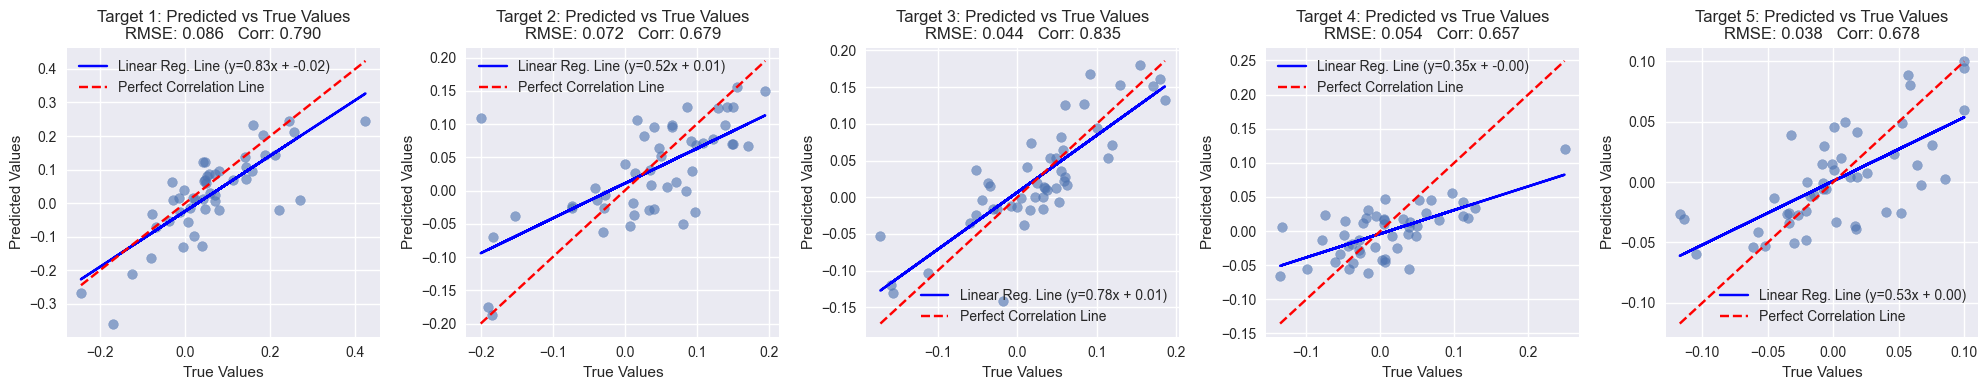 Target 1: Predicted vs True Values
RMSE: 0.086   Corr: 0.790
Linear Reg. Line (y=0.83x + -0.02)
Perfect Correlation Line
Predicted Values
0.4
0.3
0.2
0.1
0.0
−0.1
−0.2
−0.3
−0.2
0.0
0.2
0.4
True Values
Target 2: Predicted vs True Values
RMSE: 0.072   Corr: 0.679
Linear Reg. Line (y=0.52x + 0.01)
Perfect Correlation Line
Predicted Values
0.20
0.15
0.10
0.05
0.00
−0.05
−0.10
−0.15
−0.20
−0.2
−0.1
0.0
0.1
0.2
True Values
Target 3: Predicted vs True Values
RMSE: 0.044   Corr: 0.835
Predicted Values
0.20
0.15
0.10
0.05
0.00
−0.05
−0.10
−0.15
Linear Reg. Line (y=0.78x + 0.01)
Perfect Correlation Line
−0.1
0.0
0.1
0.2
True Values
Target 4: Predicted vs True Values
RMSE: 0.054   Corr: 0.657
Linear Reg. Line (y=0.35x + -0.00)
Perfect Correlation Line
Predicted Values
0.25
0.20
0.15
0.10
0.05
0.00
−0.05
−0.10
−0.15
−0.1
0.0
0.1
0.2
True Values
Target 5: Predicted vs True Values
RMSE: 0.038   Corr: 0.678
Predicted Values
0.10
0.05
0.00
−0.05
−0.10
Linear Reg. Line (y=0.53x + 0.00)
Perfect Correlation Line
−0.10
−0.05
0.00
0.05
0.10
True Values